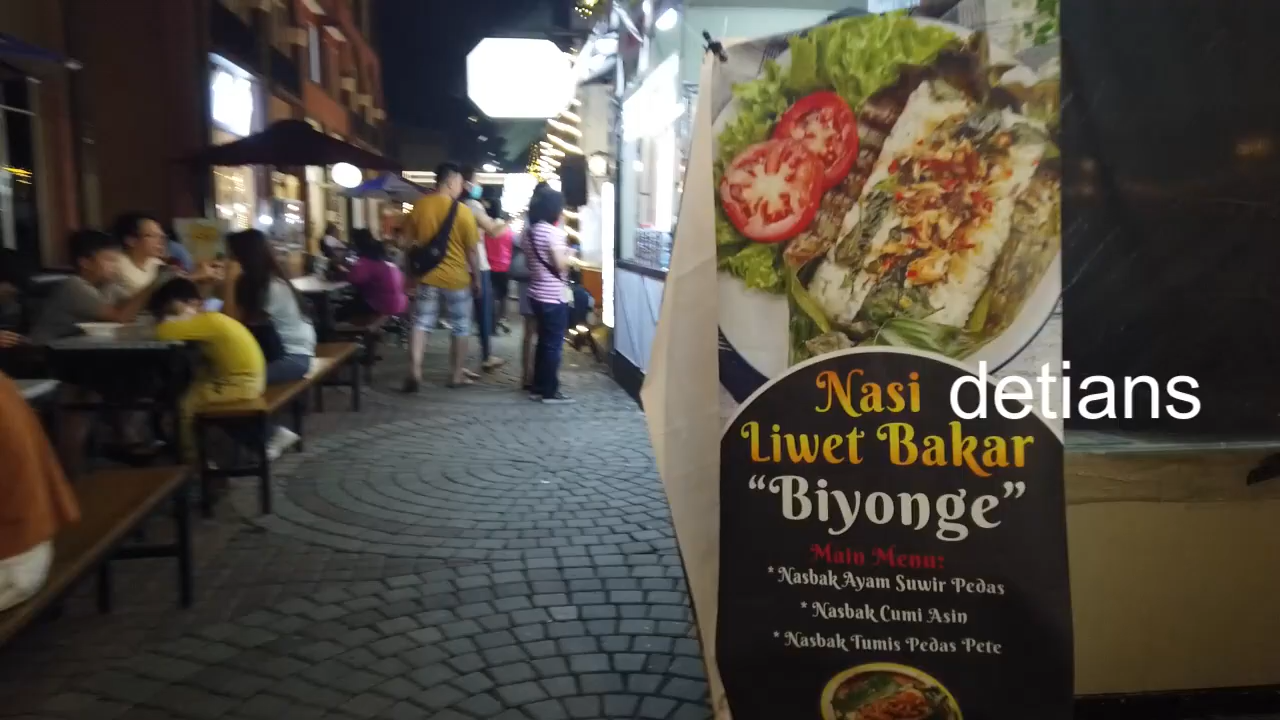 Nasi
detians
Liwet Bakar
“Biyonge”
Main Menu:
* Nasbak Ayam Suwir Pedas
* Nasbak Cumi Asin
* Nasbak Tumis Pedas Pete